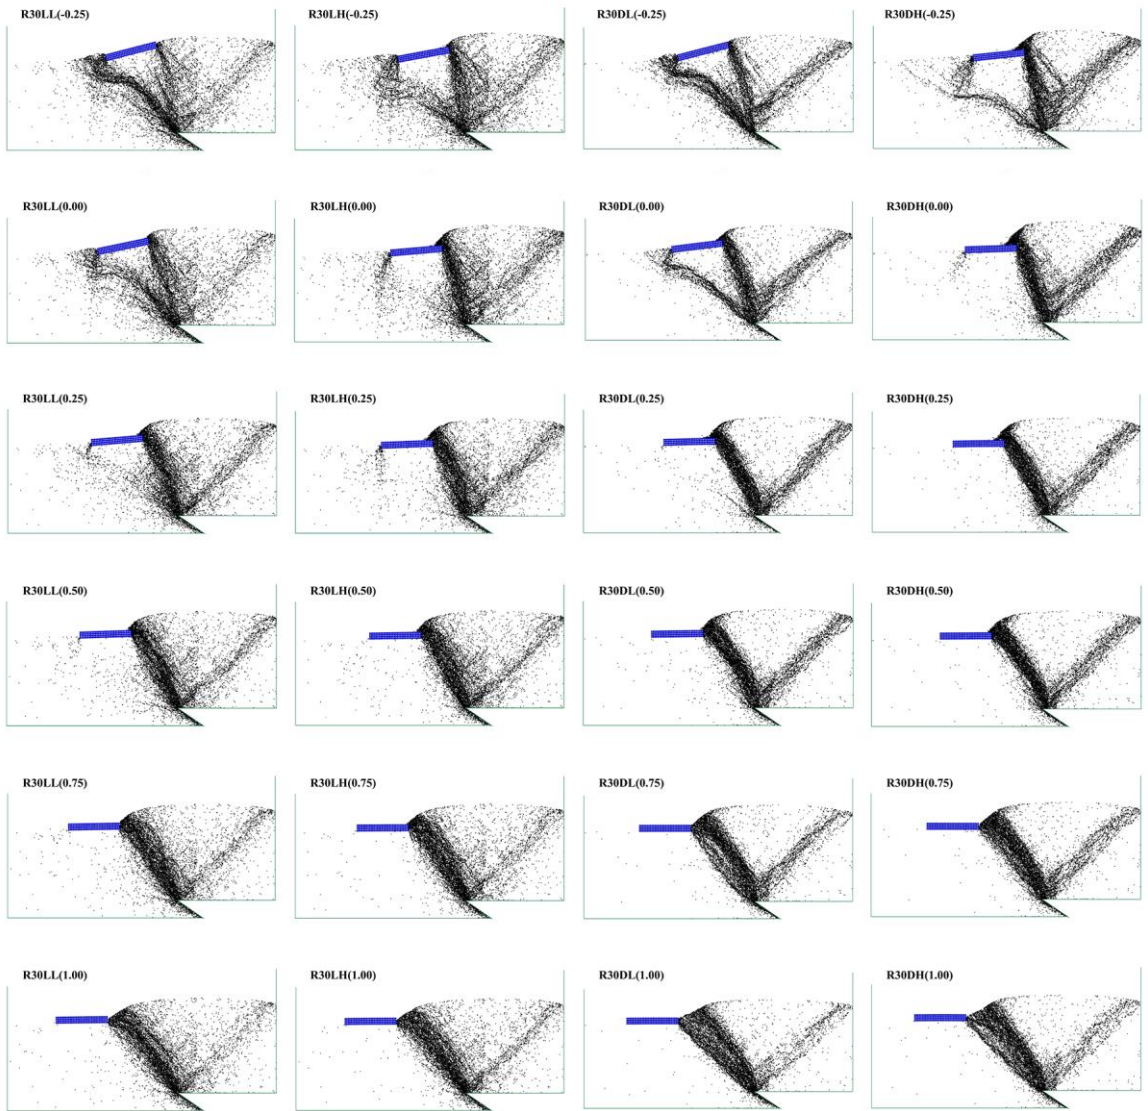 R30LL(-0.25) R30LH(-0.25) R30DL(-0.25) R30DH(-0.25)
R30LL(0.00) R30LH(0.00) R30DL(0.00) R30DH(0.00)
R30LL(0.25) R30LH(0.25) R30DL(0.25) R30DH(0.25)
R30LL(0.50) R30LH(0.50) R30DL(0.50) R30DH(0.50)
R30LL(0.75) R30LH(0.75) R30DL(0.75) R30DH(0.75)
R30LL(1.00) R30LH(1.00) R30DL(1.00) R30DH(1.00)